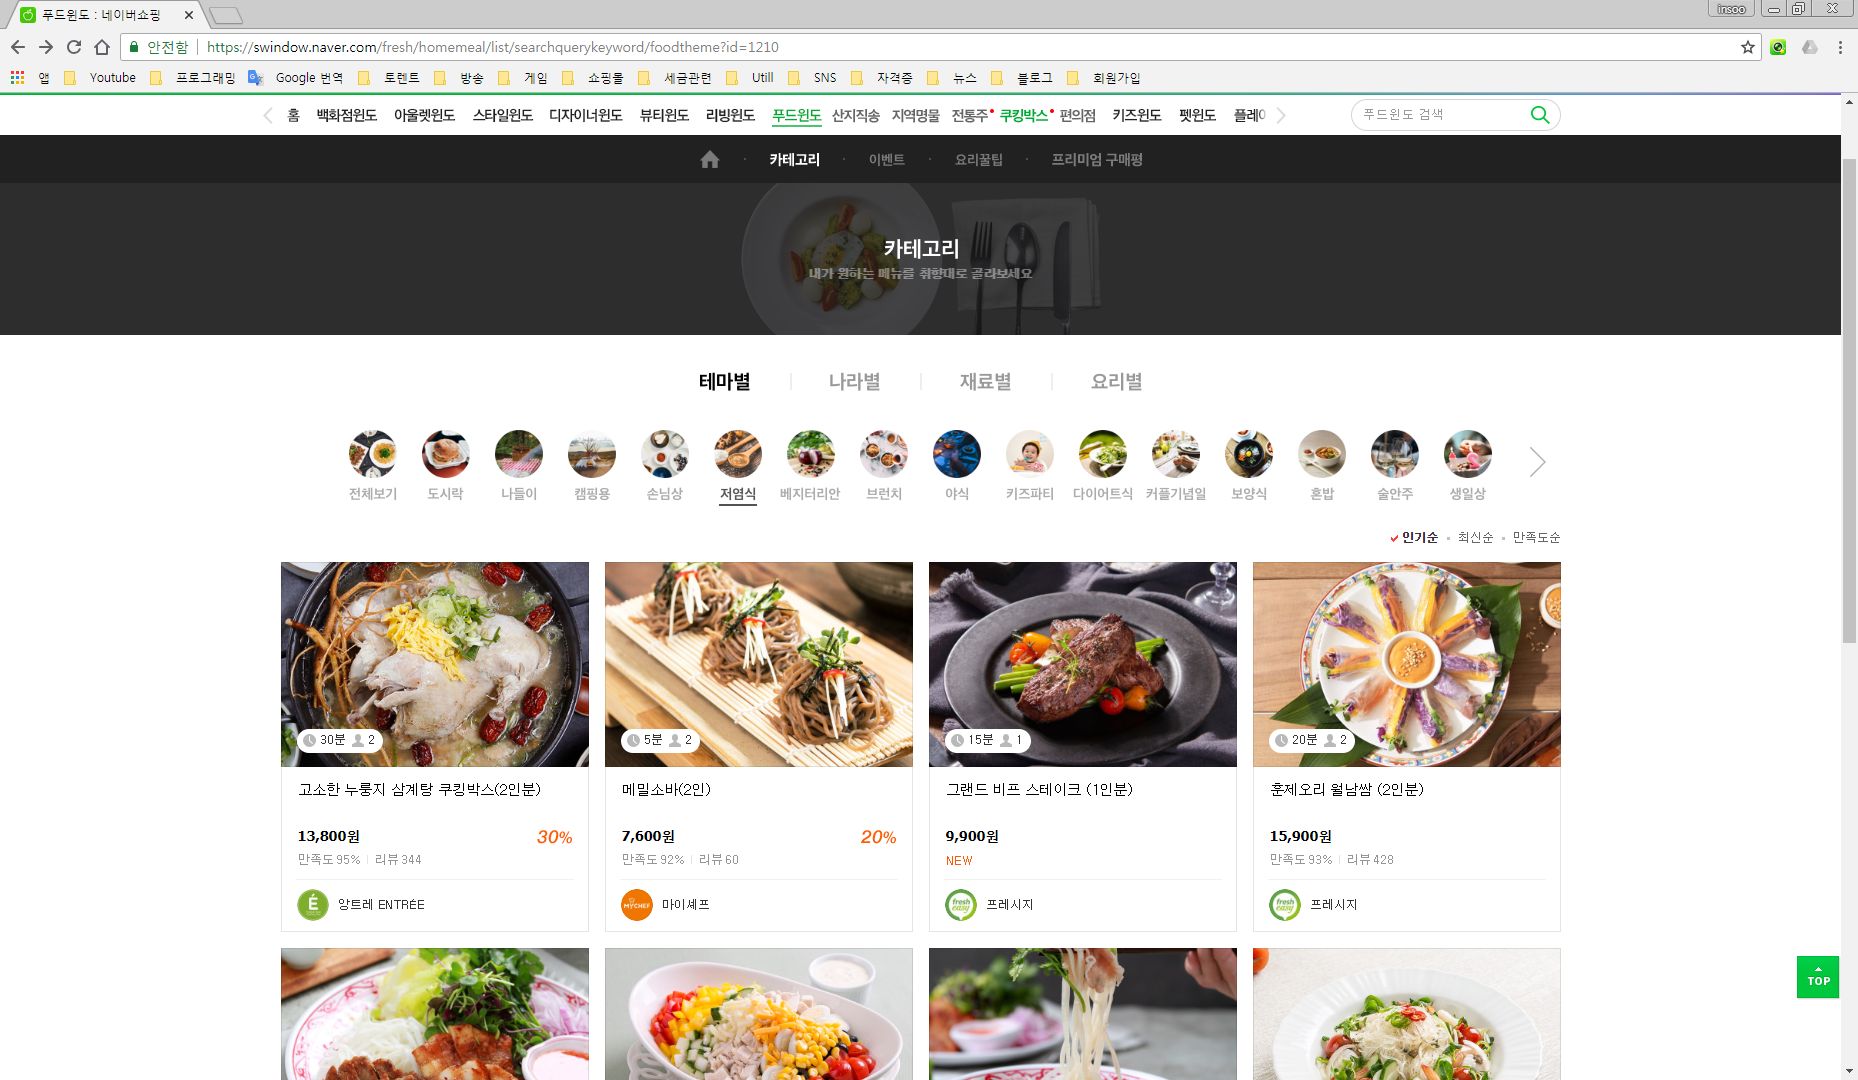 푸드윈도 : 네이버쇼핑
insoo
안전함 https://swindow.naver.com/fresh/homemeal/list/searchquerykeyword/foodtheme?id=1210
앱 Youtube 프로그래밍 Google 번역 토렌트 방송 게임 쇼핑몰 세금관련 Utill SNS 자격증 뉴스 블로그 회원가입
홈 백화점윈도 아울렛윈도 스타일윈도 디자이너윈도 뷰티윈도 리빙윈도 푸드윈도 산지직송 지역명물 전통주 쿠킹박스 편의점 키즈윈도 펫윈도 플레이
푸드윈도 검색
카테고리 이벤트 요리꿀팁 프리미엄 구매평
카테고리
내가 원하는 메뉴를 취향대로 골라보세요
테마별 나라별 재료별 요리별
전체보기 도시락 나들이 캠핑용 손님상 저염식 베지터리안 브런치 야식 키즈파티 다이어트식 커플기념일 보양식 혼밥 술안주 생일상
인기순 최신순 만족도순
30분 2
5분 2
15분 1
20분 2
고소한 누룽지 삼계탕 쿠킹박스(2인분)
13,800원 30%
만족도 95% 리뷰 344
É
앙트레 ENTRÉE
메밀소바(2인)
7,600원 20%
만족도 92% 리뷰 60
MYCHEF
마이셰프
그랜드 비프 스테이크 (1인분)
9,900원
NEW
fresh
easy
프레시지
훈제오리 월남쌈 (2인분)
15,900원
만족도 93% 리뷰 428
fresh
easy
프레시지
TOP